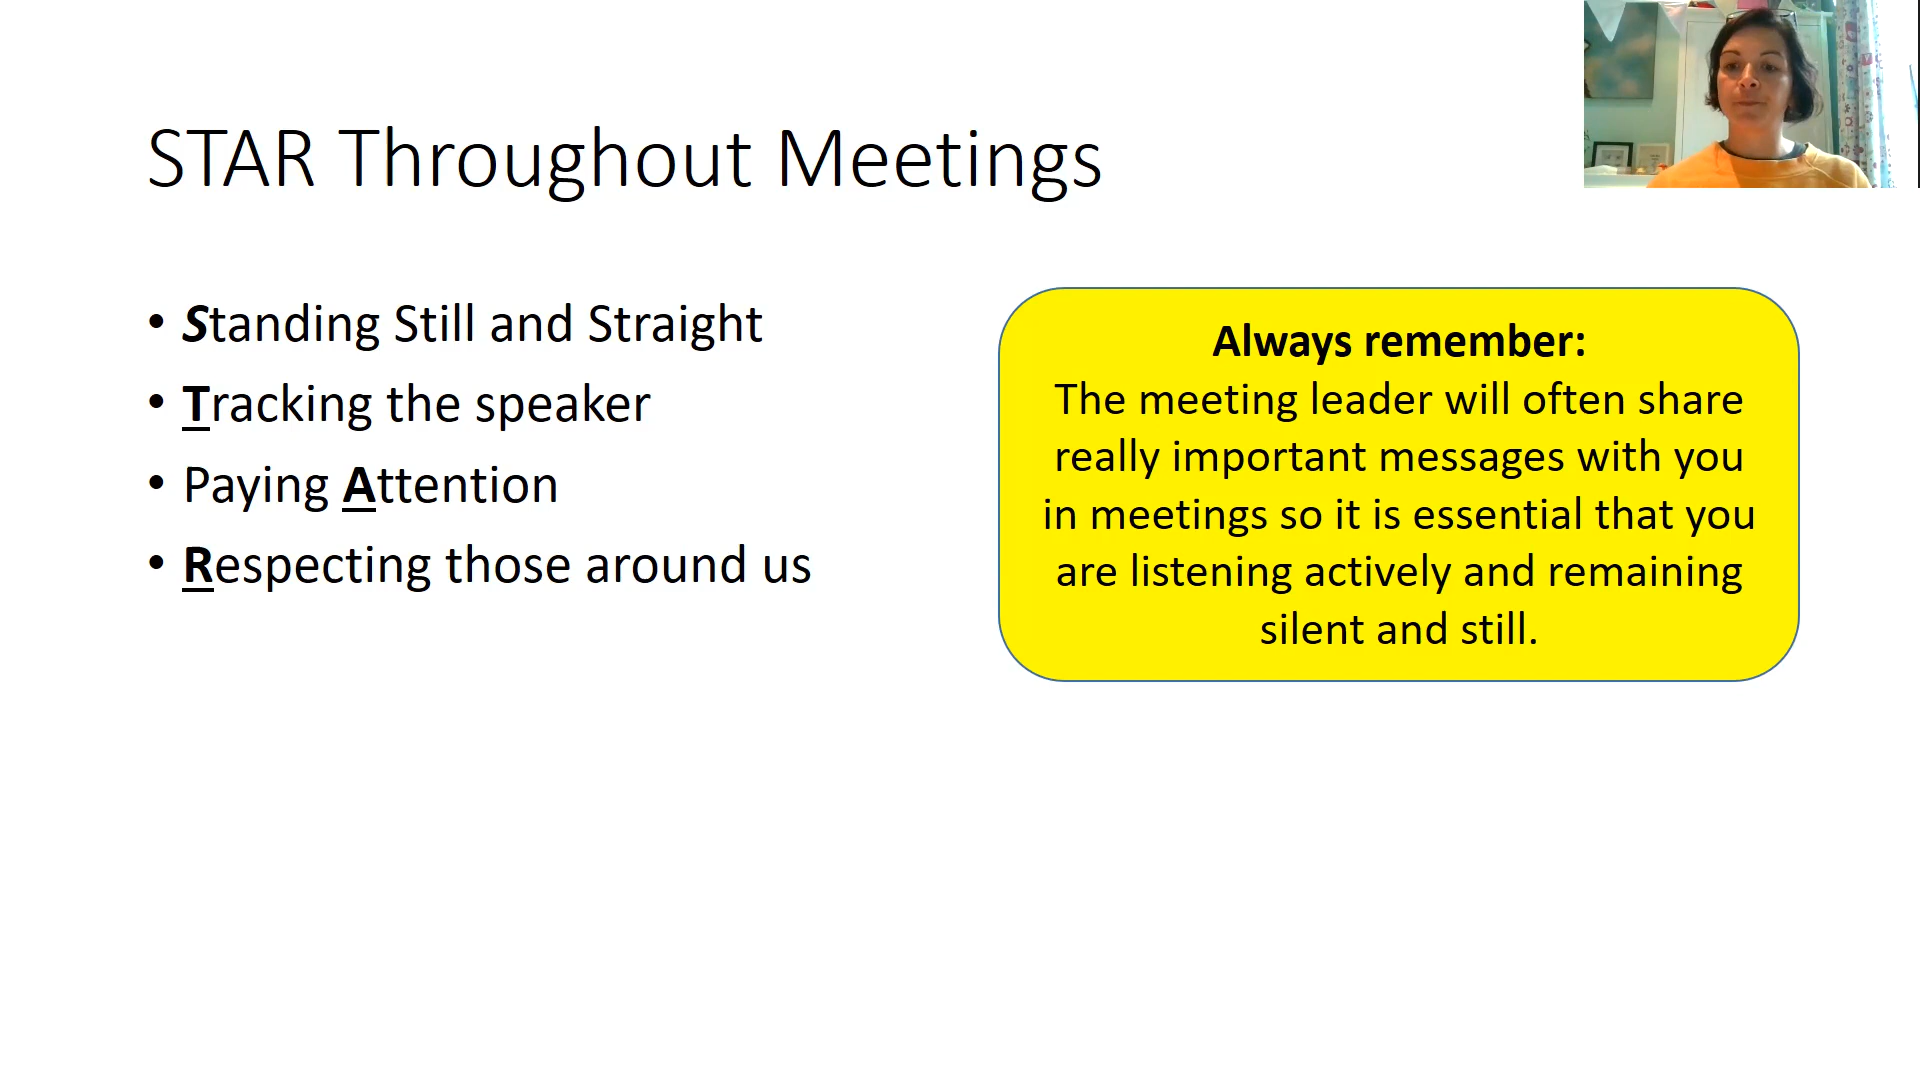 STAR Throughout Meetings
• Standing Still and Straight
• Tracking the speaker
• Paying Attention
• Respecting those around us
Always remember:
The meeting leader will often share
really important messages with you
in meetings so it is essential that you
are listening actively and remaining
silent and still.